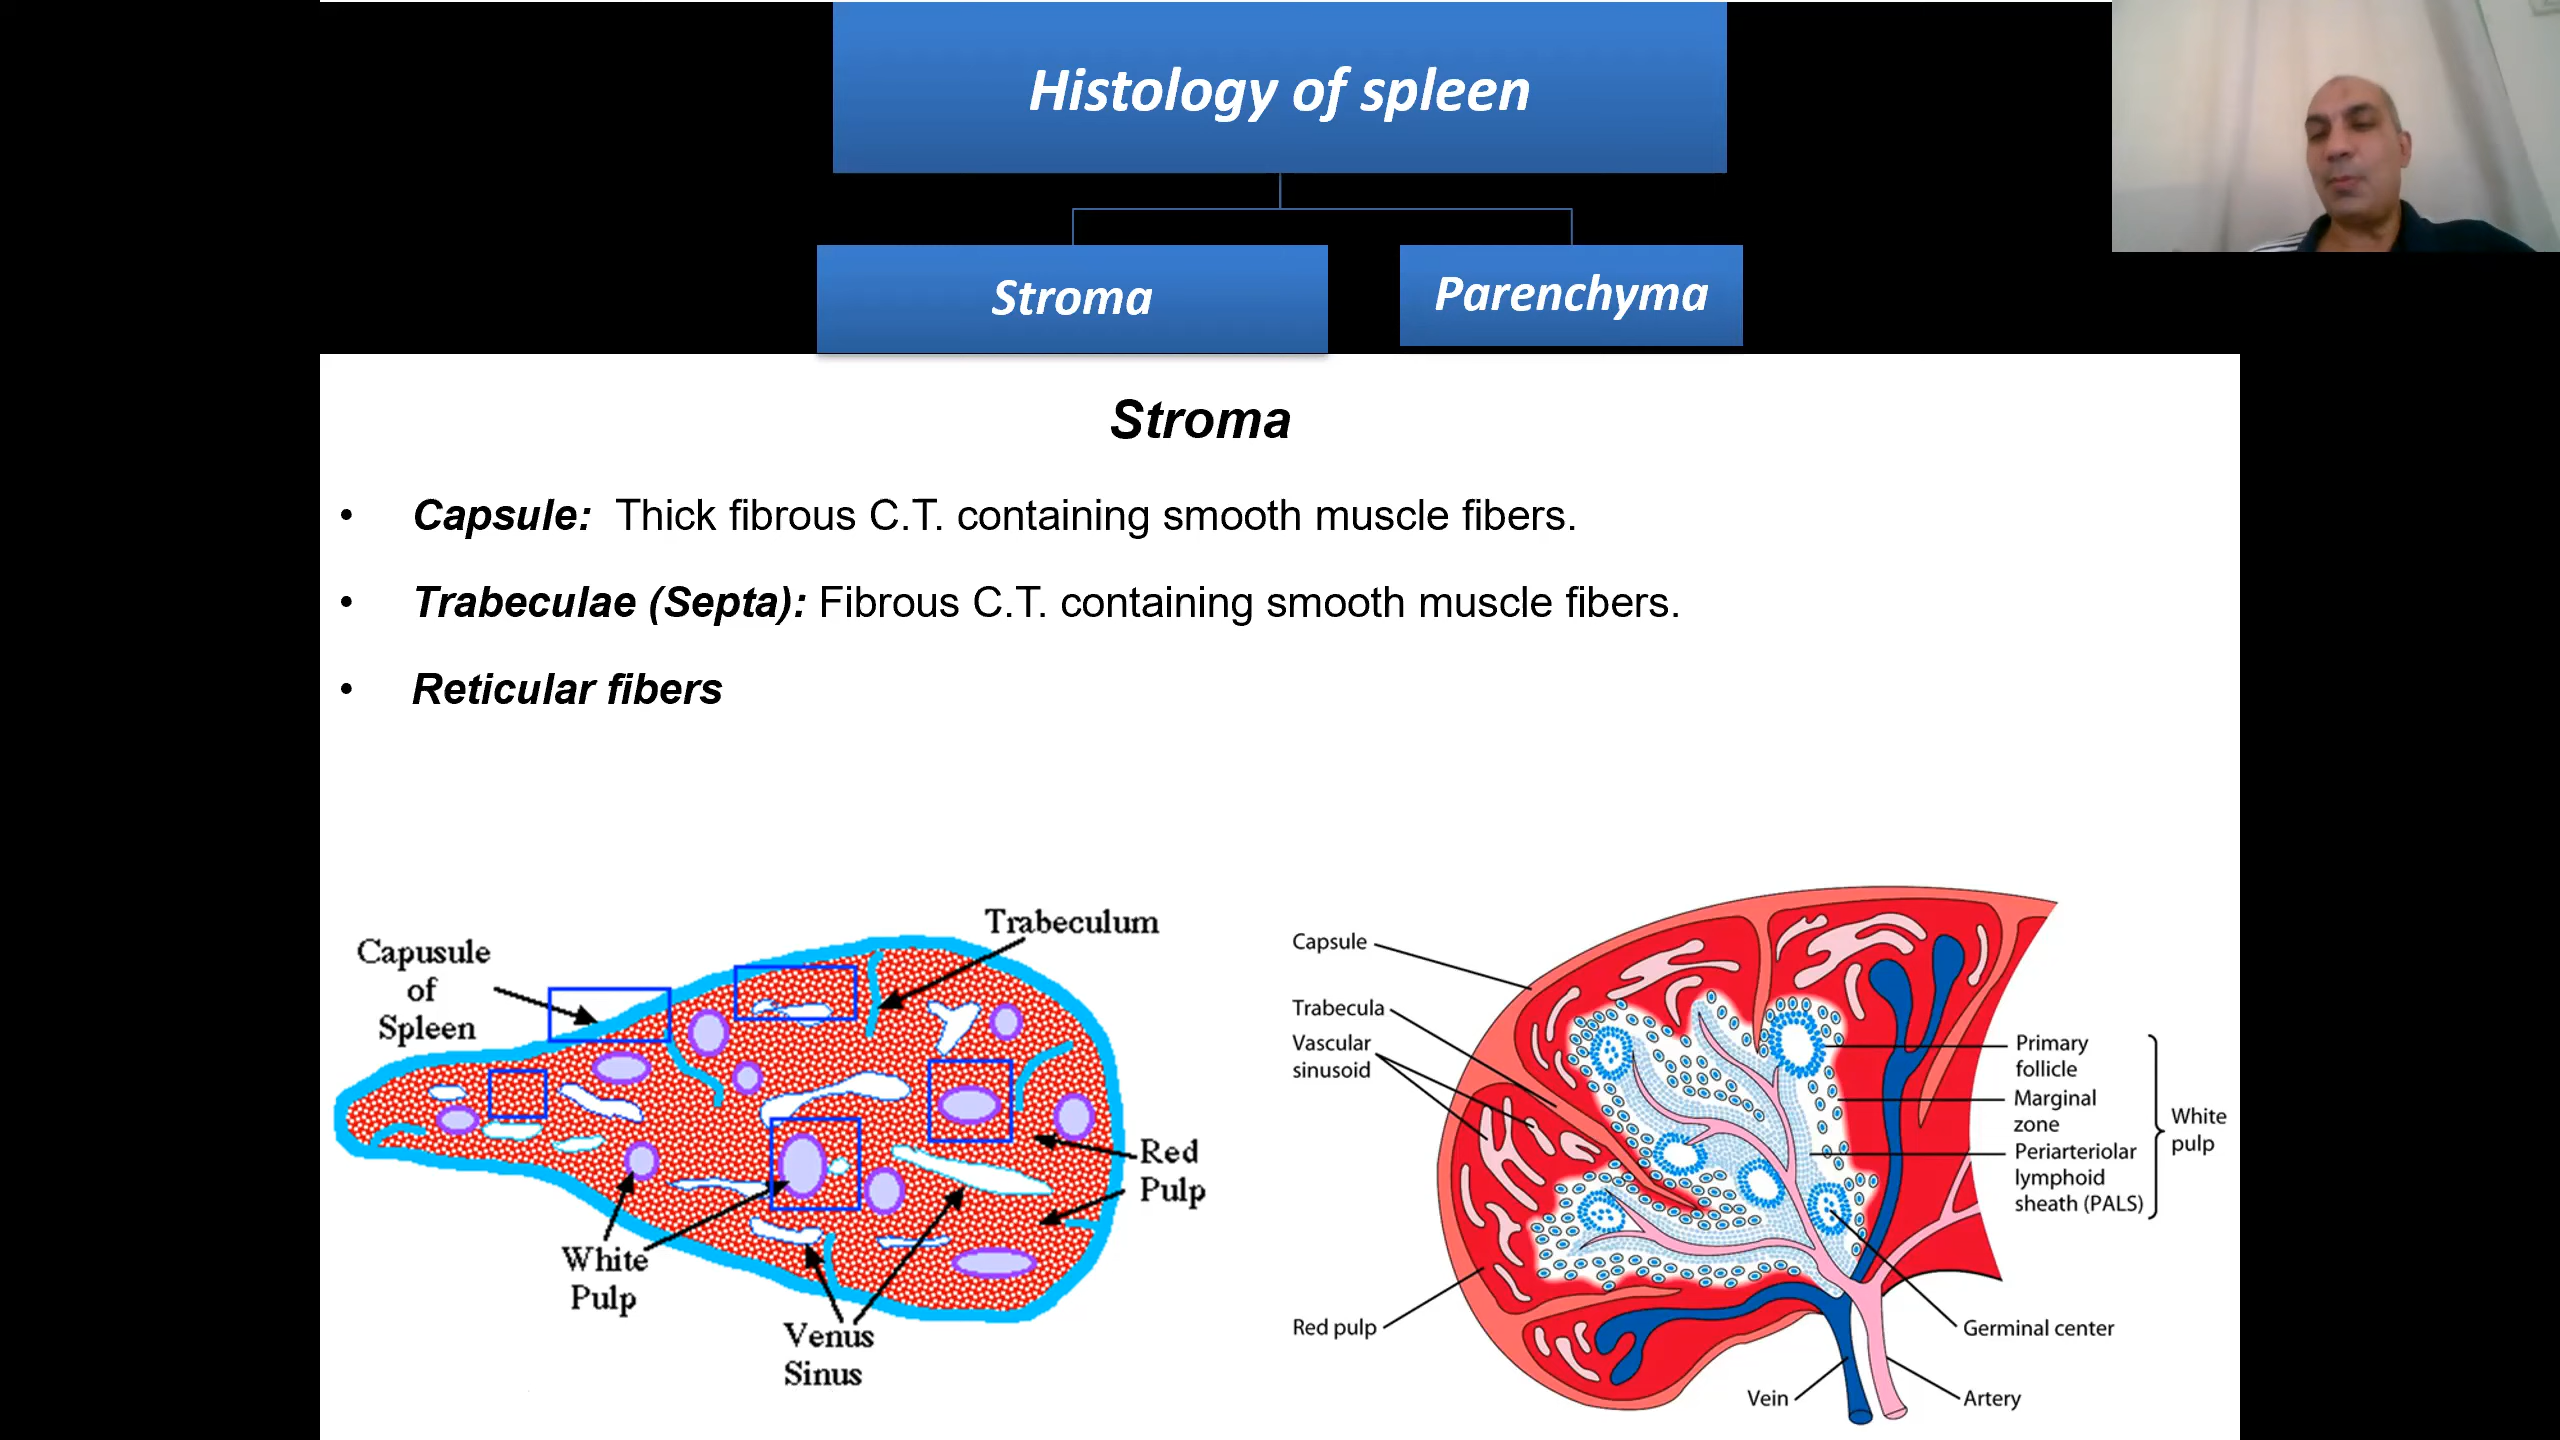 Histology of spleen
Stroma
Parenchyma
Stroma
• Capsule: Thick fibrous C.T. containing smooth muscle fibers.
• Trabeculae (Septa): Fibrous C.T. containing smooth muscle fibers.
• Reticular fibers
Capusule
of
Spleen
Trabeculum
Red
Pulp
White
Pulp
Venus
Sinus
Capsule
Trabecula
Vascular
sinusoid
Red pulp
Primary
follicle
Marginal
zone
Periarteriolar
lymphoid
sheath (PALS)
White
pulp
Germinal center
Vein
Artery